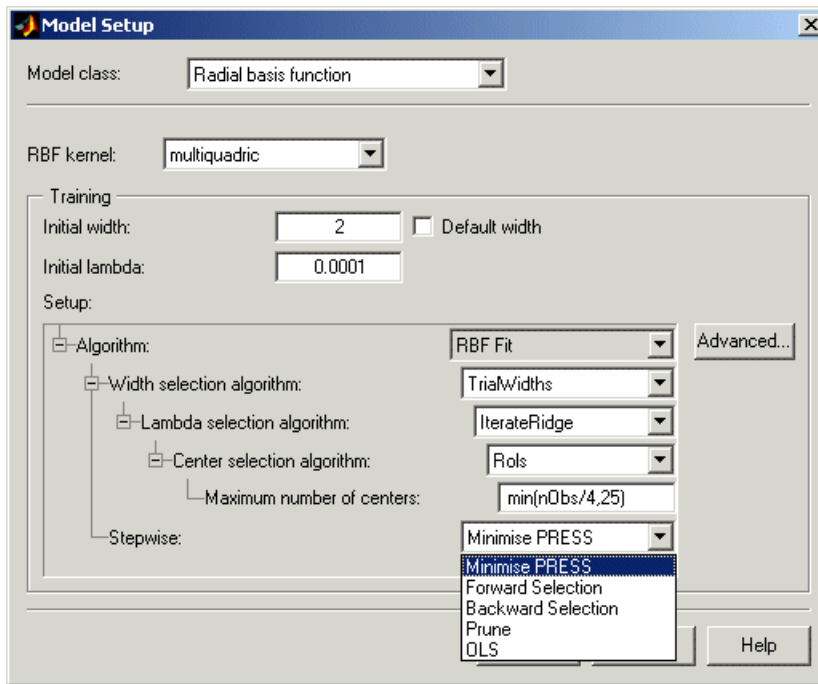 Model Setup
Model class: Radial basis function
RBF kernel: multiquadric
Training
Initial width: 2 Default width
Initial lambda: 0.0001
Setup:
Algorithm: RBF Fit Advanced...
Width selection algorithm: TrialWidths
Lambda selection algorithm: IterateRidge
Center selection algorithm: Rols
Maximum number of centers: min(nObs/4,25)
Stepwise: Minimise PRESS
Minimise PRESS
Forward Selection
Backward Selection
Prune
OLS
Help